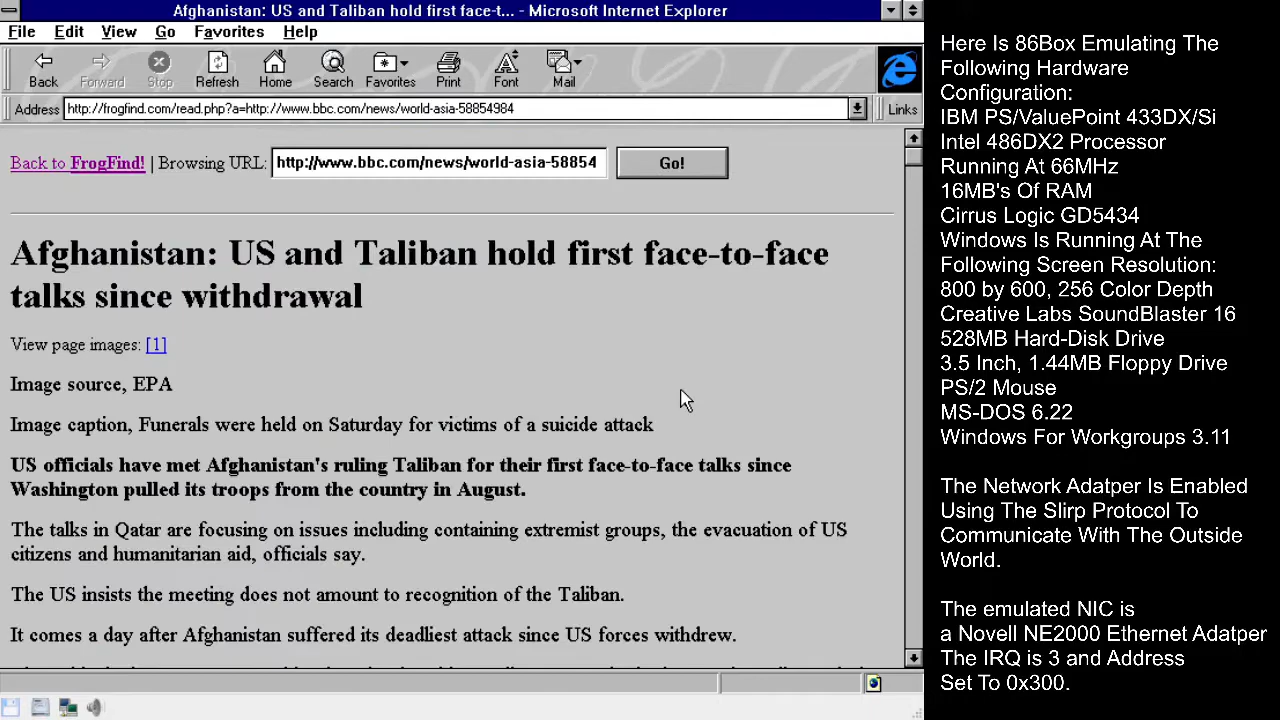 Afghanistan: US and Taliban hold first face-t... - Microsoft Internet Explorer
File Edit View Go Favorites Help
Back Forward Stop Refresh Home Search Favorites Print Font Mail
Address http://frogfind.com/read.php?a=http://www.bbc.com/news/world-asia-58854984 Links
Back to FrogFind! | Browsing URL: http://www.bbc.com/news/world-asia-58854 Go!
Afghanistan: US and Taliban hold first face-to-face
talks since withdrawal
View page images: [1]
Image source, EPA
Image caption, Funerals were held on Saturday for victims of a suicide attack
US officials have met Afghanistan's ruling Taliban for their first face-to-face talks since
Washington pulled its troops from the country in August.
The talks in Qatar are focusing on issues including containing extremist groups, the evacuation of US
citizens and humanitarian aid, officials say.
The US insists the meeting does not amount to recognition of the Taliban.
It comes a day after Afghanistan suffered its deadliest attack since US forces withdrew.
Here Is 86Box Emulating The
Following Hardware
Configuration:
IBM PS/ValuePoint 433DX/Si
Intel 486DX2 Processor
Running At 66MHz
16MB's Of RAM
Cirrus Logic GD5434
Windows Is Running At The
Following Screen Resolution:
800 by 600, 256 Color Depth
Creative Labs SoundBlaster 16
528MB Hard-Disk Drive
3.5 Inch, 1.44MB Floppy Drive
PS/2 Mouse
MS-DOS 6.22
Windows For Workgroups 3.11
The Network Adatper Is Enabled
Using The Slirp Protocol To
Communicate With The Outside
World.
The emulated NIC is
a Novell NE2000 Ethernet Adatper
The IRQ is 3 and Address
Set To 0x300.